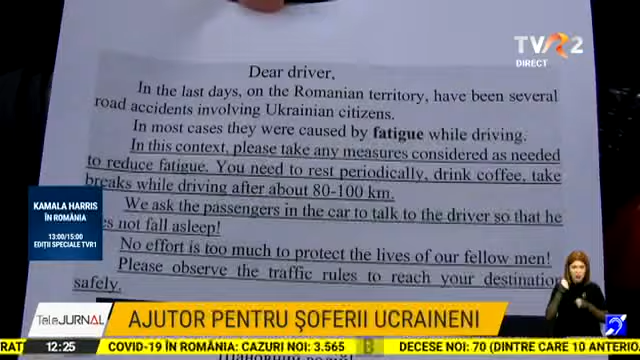 TVR2
DIRECT
Dear driver,
In the last days, on the Romanian territory, have been several
road accidents involving Ukrainian citizens.
In most cases they were caused by fatigue while driving.
In this context, please take any measures considered as needed
to reduce fatigue. You need to rest periodically, drink coffee, take
breaks while driving after about 80-100 km.
We ask the passengers in the car to talk to the driver so that he
es not fall asleep!
No effort is too much to protect the lives of our fellow men!
Please observe the traffic rules to reach your destination
safely.
KAMALA HARRIS
ÎN ROMÂNIA
13:00/15:00
EDIȚII SPECIALE TVR1
TeleJURNAL
AJUTOR PENTRU ȘOFERII UCRAINENI
RAT 12:25 COVID-19 ÎN ROMÂNIA: CAZURI NOI: 3.565 DECESE NOI: 70 (DINTRE CARE 10 ANTERIO